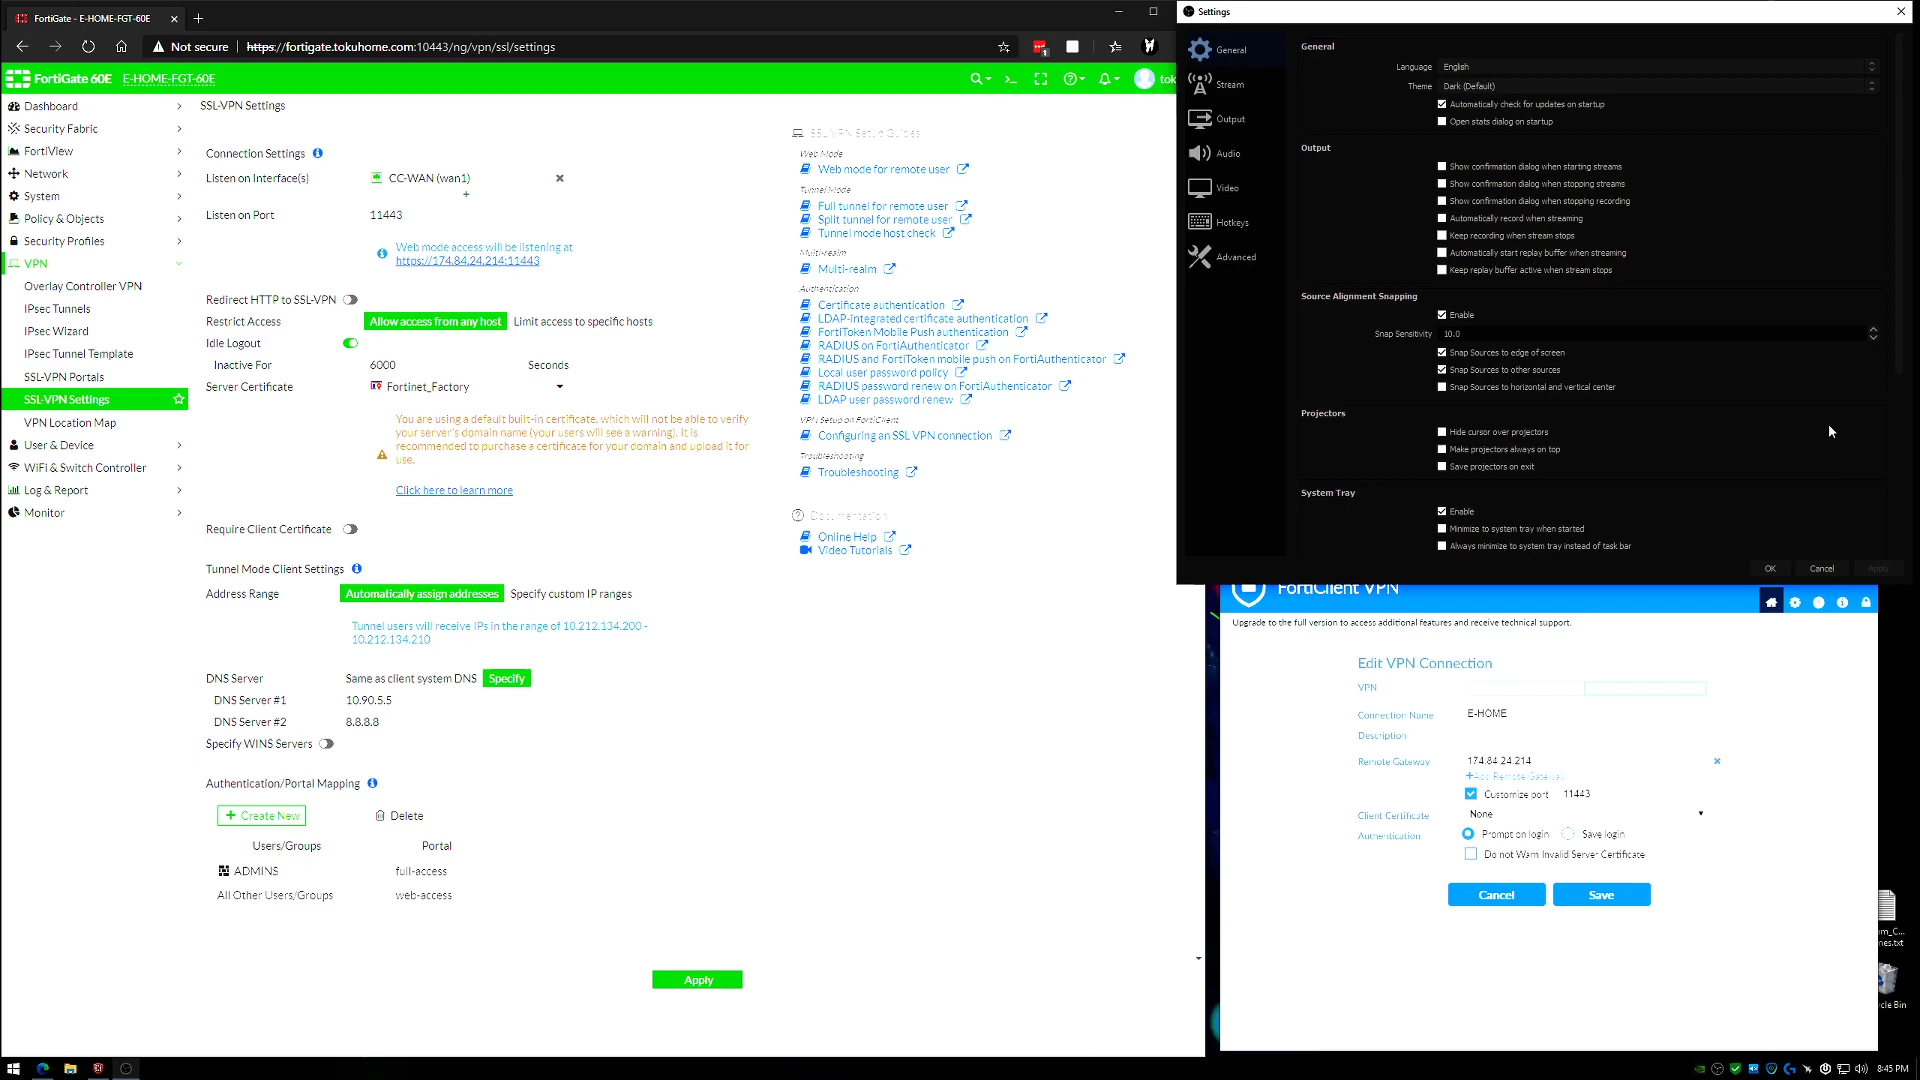 FortiGate - E-HOME-FGT-60E
Not secure
https://fortigate.tokuhome.com:10443/ng/vpn/ssl/settings
FortiGate 60E
E-HOME-FGT-60E
tok
Dashboard
Security Fabric
FortiView
Network
System
Policy & Objects
Security Profiles
VPN
Overlay Controller VPN
IPsec Tunnels
IPsec Wizard
IPsec Tunnel Template
SSL-VPN Portals
SSL-VPN Settings
VPN Location Map
User & Device
WiFi & Switch Controller
Log & Report
Monitor
SSL-VPN Settings
Connection Settings
Listen on Interface(s)
CC-WAN (wan1)
+
Listen on Port
11443
Web mode access will be listening at
https://174.84.24.214:11443
Redirect HTTP to SSL-VPN
Restrict Access
Allow access from any host
Limit access to specific hosts
Idle Logout
Inactive For
6000
Seconds
Server Certificate
Fortinet_Factory
You are using a default built-in certificate, which will not be able to verify
your server's domain name (your users will see a warning). It is
recommended to purchase a certificate for your domain and upload it for
use.
Click here to learn more
Require Client Certificate
Tunnel Mode Client Settings
Address Range
Automatically assign addresses
Specify custom IP ranges
Tunnel users will receive IPs in the range of 10.212.134.200 -
10.212.134.210
DNS Server
Same as client system DNS
Specify
DNS Server #1
10.90.5.5
DNS Server #2
8.8.8.8
Specify WINS Servers
Authentication/Portal Mapping
+ Create New
Delete
Users/Groups
Portal
ADMINS
full-access
All Other Users/Groups
web-access
Apply
SSL-VPN Setup Guides
Web Mode
Web mode for remote user
Tunnel Mode
Full tunnel for remote user
Split tunnel for remote user
Tunnel mode host check
Multi-realm
Multi-realm
Authentication
Certificate authentication
LDAP-integrated certificate authentication
FortiToken Mobile Push authentication
RADIUS on FortiAuthenticator
RADIUS and FortiToken mobile push on FortiAuthenticator
Local user password policy
RADIUS password renew on FortiAuthenticator
LDAP user password renew
VPN Setup on FortiClient
Configuring an SSL VPN connection
Troubleshooting
Troubleshooting
Documentation
Online Help
Video Tutorials
Settings
General
Stream
Output
Audio
Video
Hotkeys
Advanced
General
Language
English
Theme
Dark (Default)
Automatically check for updates on startup
Open stats dialog on startup
Output
Show confirmation dialog when starting streams
Show confirmation dialog when stopping streams
Show confirmation dialog when stopping recording
Automatically record when streaming
Keep recording when stream stops
Automatically start replay buffer when streaming
Keep replay buffer active when stream stops
Source Alignment Snapping
Enable
Snap Sensitivity
10.0
Snap Sources to edge of screen
Snap Sources to other sources
Snap Sources to horizontal and vertical center
Projectors
Hide cursor over projectors
Make projectors always on top
Save projectors on exit
System Tray
Enable
Minimize to system tray when started
Always minimize to system tray instead of task bar
OK
Cancel
Apply
FortiClient VPN
Upgrade to the full version to access additional features and receive technical support.
Edit VPN Connection
VPN
Connection Name
E-HOME
Description
Remote Gateway
174.84.24.214
+Add Remote Gateway
Customize port
11443
Client Certificate
None
Authentication
Prompt on login
Save login
Do not Warn Invalid Server Certificate
Cancel
Save
8:45 PM